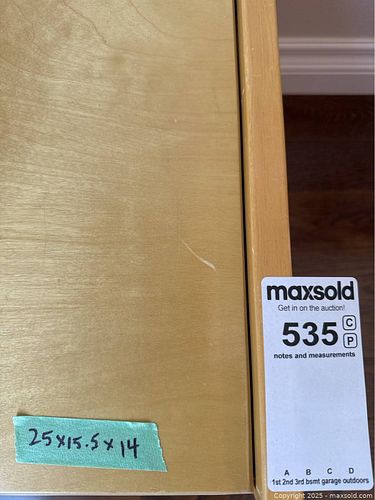 25x15.5x14
maxsold
Get in on the auction!
535 C P
notes and measurements
A B C D
1st 2nd 3rd bsmt garage outdoors
Copyright 2025 - maxsold.com